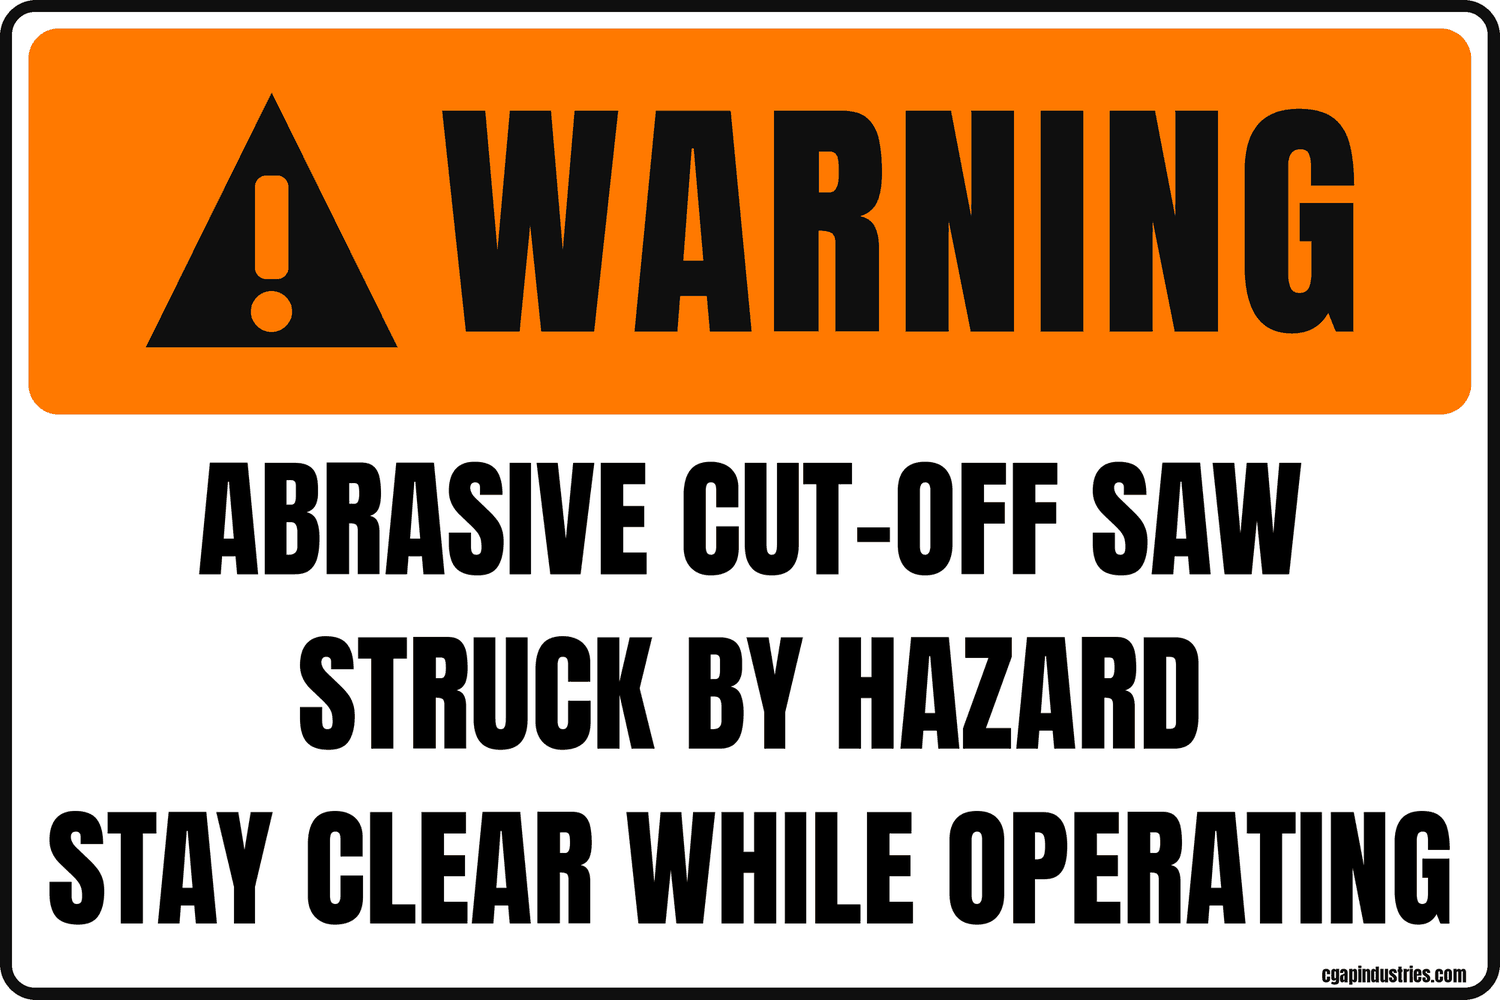 WARNING
ABRASIVE CUT-OFF SAW
STRUCK BY HAZARD
STAY CLEAR WHILE OPERATING
cgapindustries.com